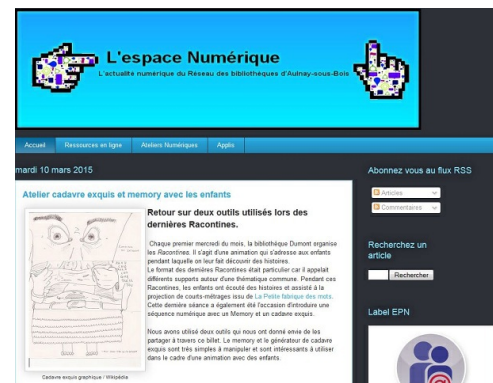 L'espace Numérique
L'actualité numérique du Réseau des bibliothèques d'Aulnay-sous-Bois
Accueil
Ressources en ligne
Ateliers Numériques
Applis
mardi 10 mars 2015
Atelier cadavre exquis et memory avec les enfants
Retour sur deux outils utilisés lors des
dernières Racontines.
Chaque premier mercredi du mois, la bibliothèque Dumont organise
les Racontines. Il s'agit d'une animation qui s'adresse aux enfants
pendant laquelle on leur fait découvrir des histoires.
Le format des dernières Racontines était particulier car il appelait
différents supports autour d'une thématique commune. Pendant ces
Racontines, les enfants ont écouté des histoires et assisté à la
projection de courts-métrages issu de La Petite fabrique des mots.
Cette dernière séance a également été l'occasion d'introduire une
séquence numérique avec un Memory et un cadavre exquis.
Nous avons utilisé deux outils qui nous ont donné envie de les
partager à travers ce billet. Le memory et le générateur de cadavre
exquis sont très simples à manipuler et sont intéressants à utiliser
dans le cadre d'une animation avec des enfants.
Cadavre exquis graphique / Wikipédia
Abonnez vous au flux RSS
Articles
Commentaires
Recherchez un
article
Rechercher
Label EPN
@